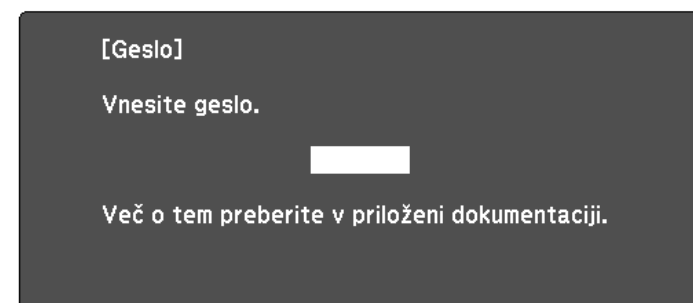 [Geslo]
Vnesite geslo.
Več o tem preberite v priloženi dokumentaciji.